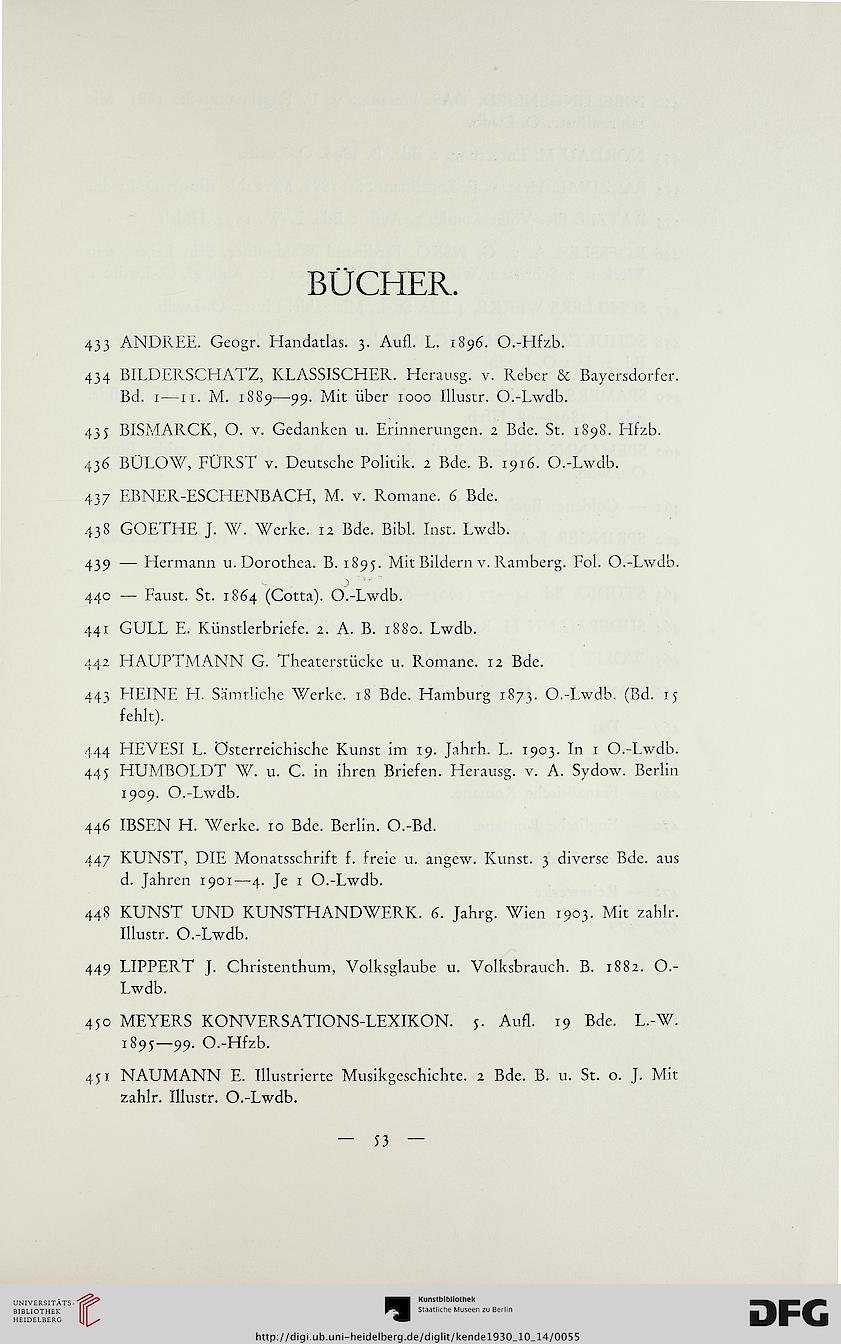 BÜCHER.
433 ANDREE. Geogr. Handatlas. 3. Aufl. L. 1896. O.-Hfzb.
434 BILDERSCHATZ, KLASSISCHER. Herausg. v. Reber & Bayersdorfer.
Bd. 1—11. M. 1889—99. Mit über 1000 Illustr. O.-Lwdb.
435 BISMARCK, O. v. Gedanken u. Erinnerungen. 2 Bde. St. 1898. Hfzb.
436 BÜLOW, FÜRST v. Deutsche Politik. 2 Bde. B. 1916. O.-Lwdb.
437 EBNER-ESCHENBACH, M. v. Romane. 6 Bde.
438 GOETHE J. W. Werke. 12 Bde. Bibl. Inst. Lwdb.
439 — Hermann u. Dorothea. B. 1895. Mit Bildern v. Ramberg. Fol. O.-Lwdb.
440 — Faust. St. 1864 (Cotta). O.-Lwdb.
441 GULL E. Künstlerbriefe. 2. A. B. 1880. Lwdb.
442 HAUPTMANN G. Theaterstücke u. Romane. 12 Bde.
443 HEINE H. Sämtliche Werke. 18 Bde. Hamburg 1873. O.-Lwdb. (Bd. 15
fehlt).
444 HEVESI L. Österreichische Kunst im 19. Jahrh. L. 1903. In 1 O.-Lwdb.
445 HUMBOLDT W. u. C. in ihren Briefen. Herausg. v. A. Sydow. Berlin
1909. O.-Lwdb.
446 IBSEN H. Werke. 10 Bde. Berlin. O.-Bd.
447 KUNST, DIE Monatsschrift f. freie u. angew. Kunst. 3 diverse Bde. aus
d. Jahren 1901—4. Je 1 O.-Lwdb.
448 KUNST UND KUNSTHANDWERK. 6. Jahrg. Wien 1903. Mit zahlr.
Illustr. O.-Lwdb.
449 LIPPERT J. Christenthum, Volksglaube u. Volksbrauch. B. 1882. O.-
Lwdb.
450 MEYERS KONVERSATIONS-LEXIKON. 5. Aufl. 19 Bde. L.-W.
1895—99. O.-Hfzb.
451 NAUMANN E. Illustrierte Musikgeschichte. 2 Bde. B. u. St. o. J. Mit
zahlr. Illustr. O.-Lwdb.
— 53 —
UNIVERSITÄTS-
BIBLIOTHEK
HEIDELBERG
Kunstbibliothek
Staatliche Museen zu Berlin
DFG
http://digi.ub.uni-heidelberg.de/diglit/kende1930_10_14/0055